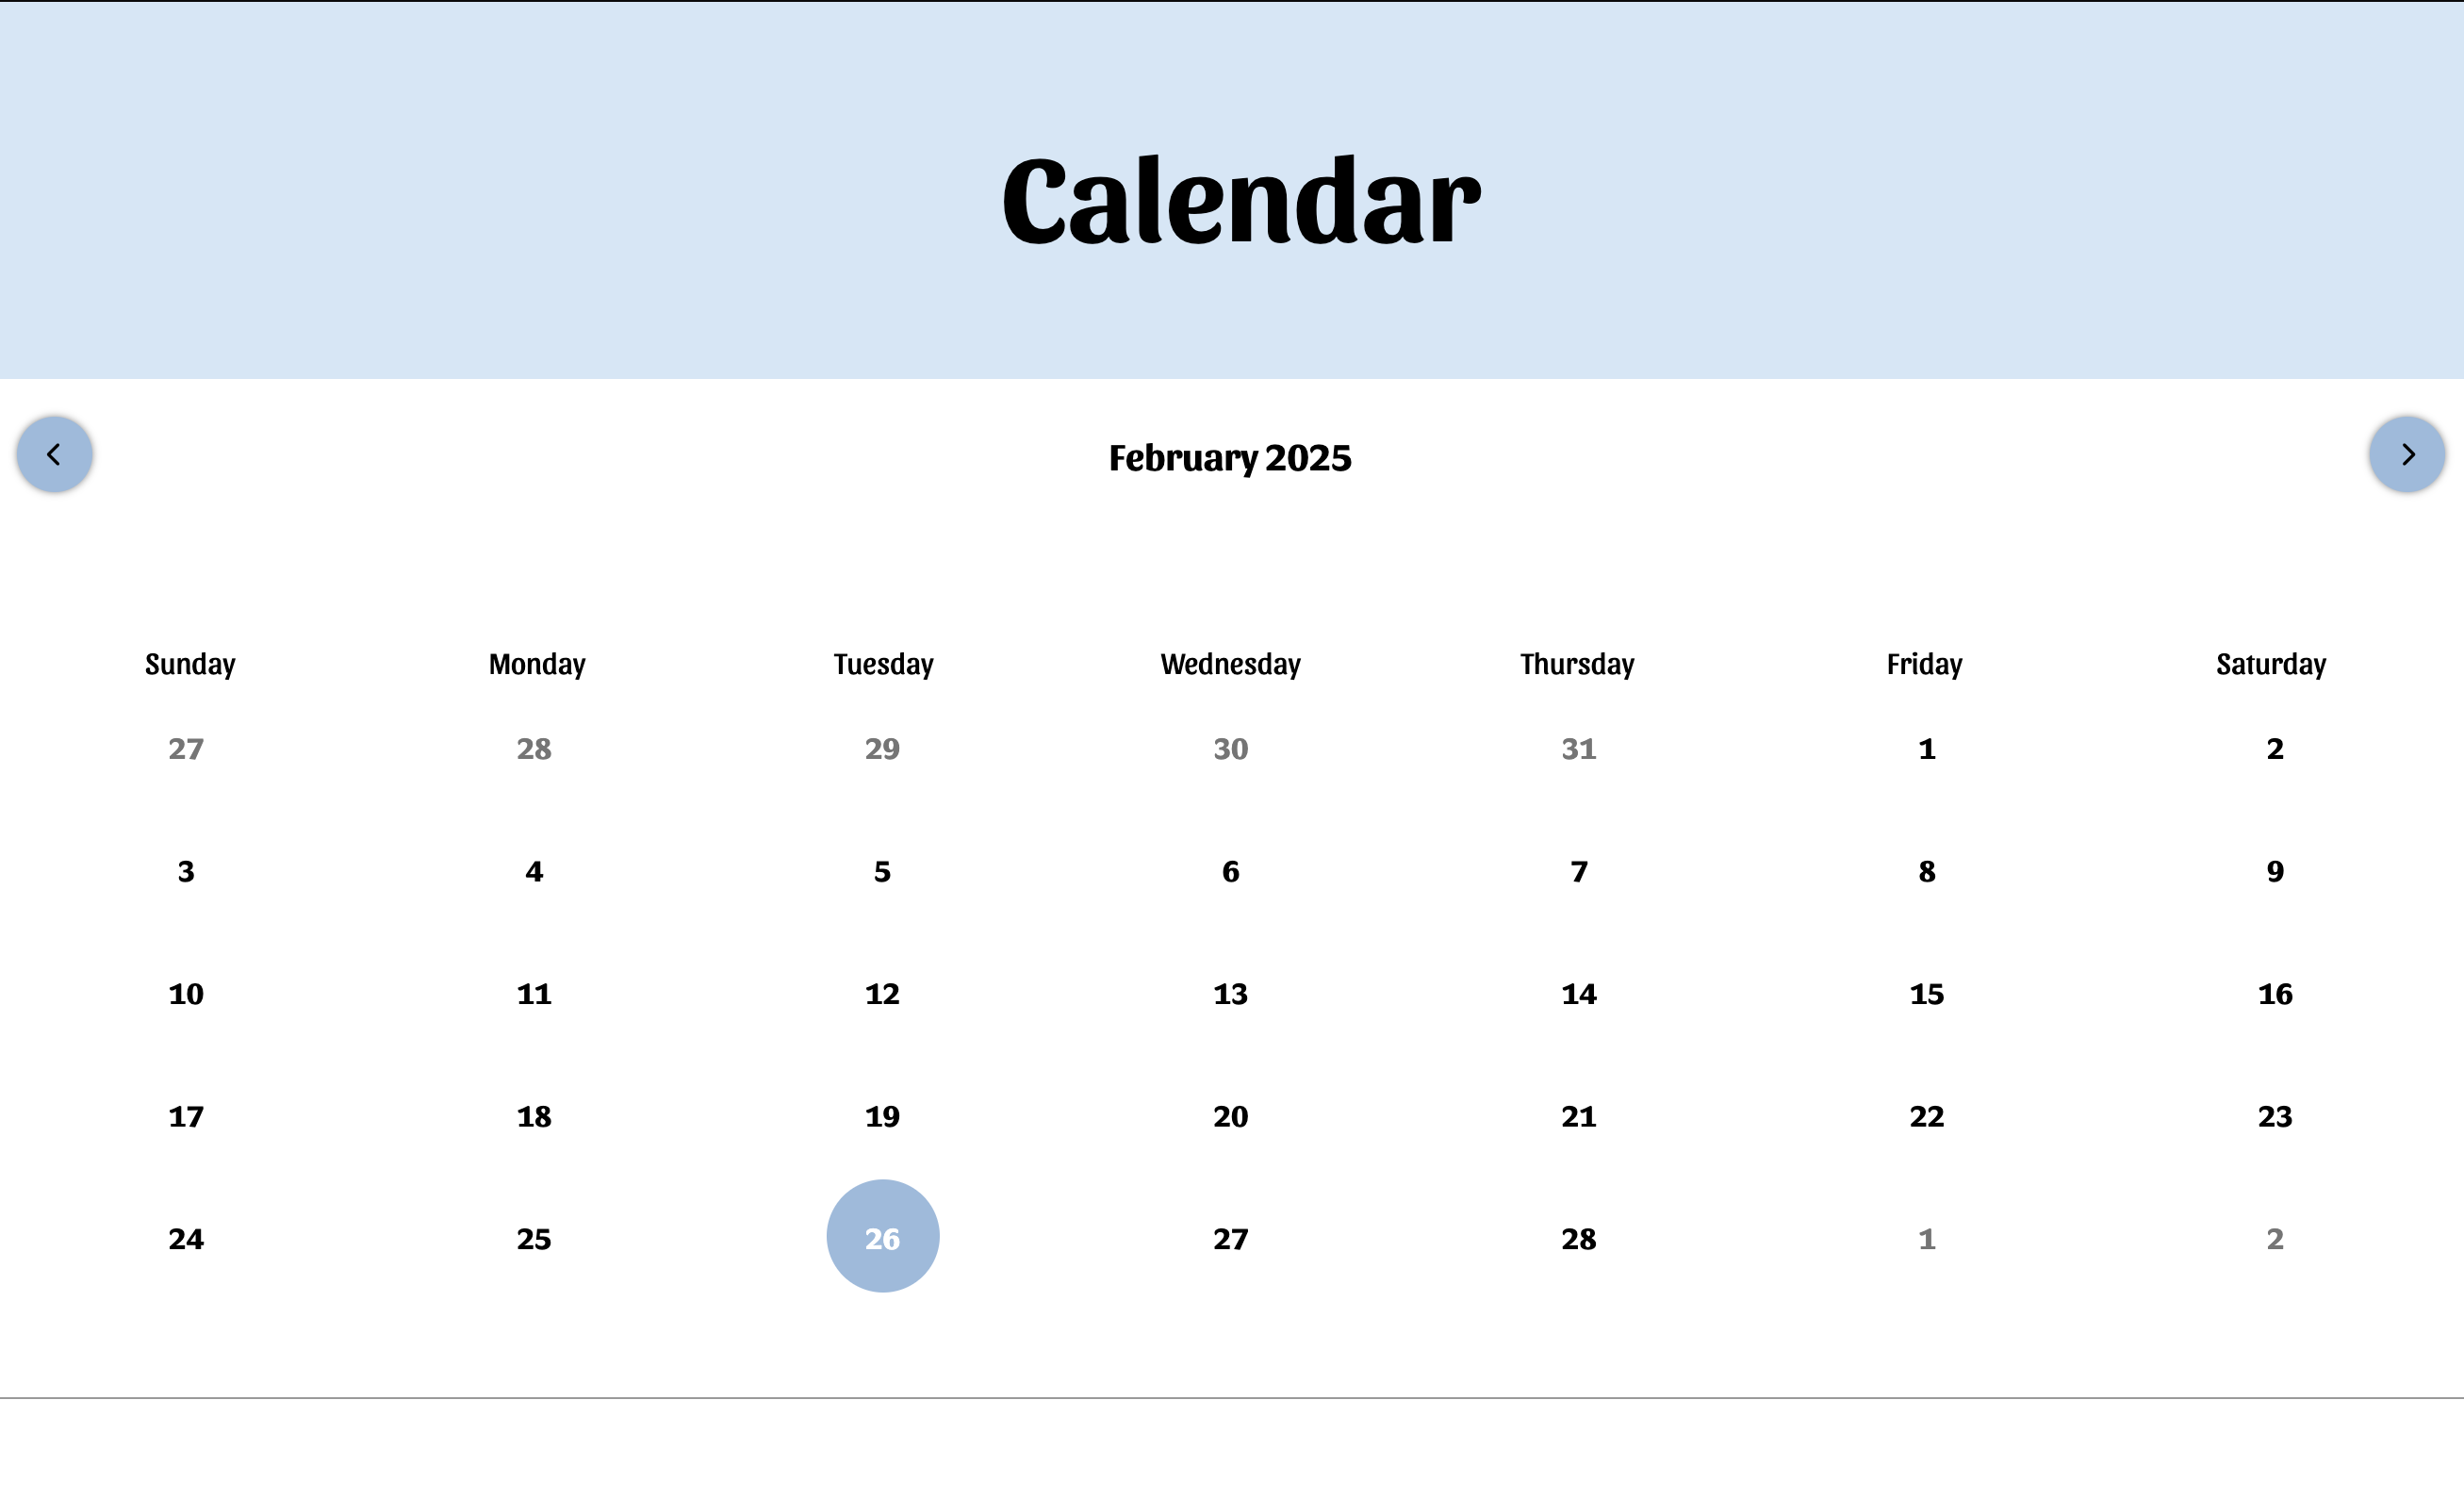 Calendar
February 2025
Sunday Monday Tuesday Wednesday Thursday Friday Saturday
27 28 29 30 31 1 2
3 4 5 6 7 8 9
10 11 12 13 14 15 16
17 18 19 20 21 22 23
24 25 26 27 28 1 2